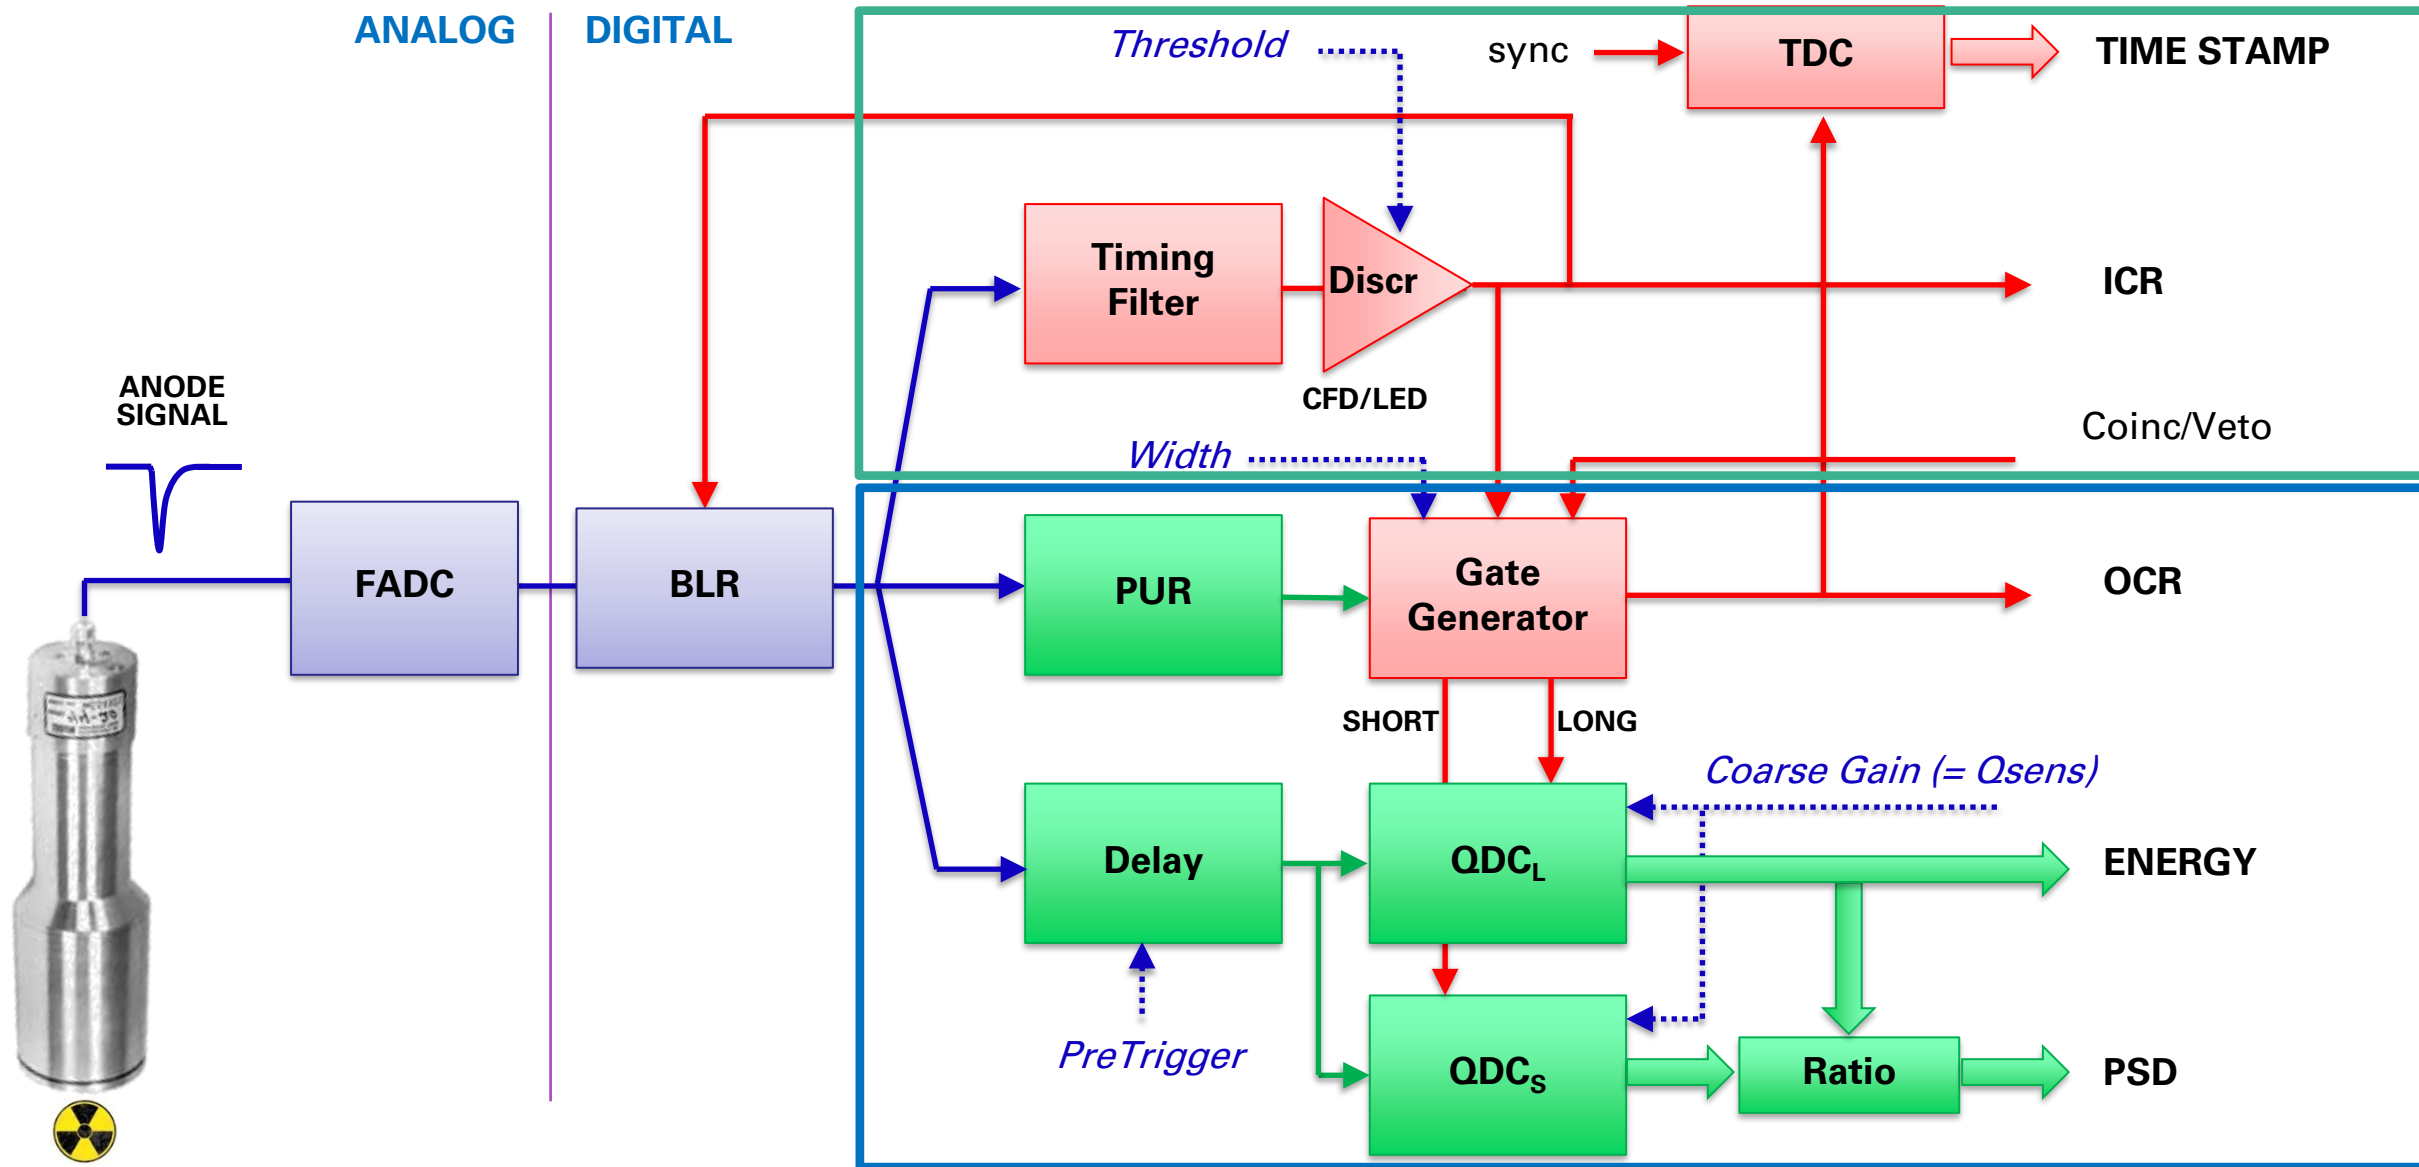 ANALOG
DIGITAL
Threshold
sync
TDC
TIME STAMP
Timing
Filter
Discr
ICR
CFD/LED
ANODE
SIGNAL
Coinc/Veto
Width
FADC
BLR
PUR
Gate
Generator
OCR
SHORT
LONG
Coarse Gain (= Qsens)
Delay
QDCL
ENERGY
PreTrigger
QDCS
Ratio
PSD